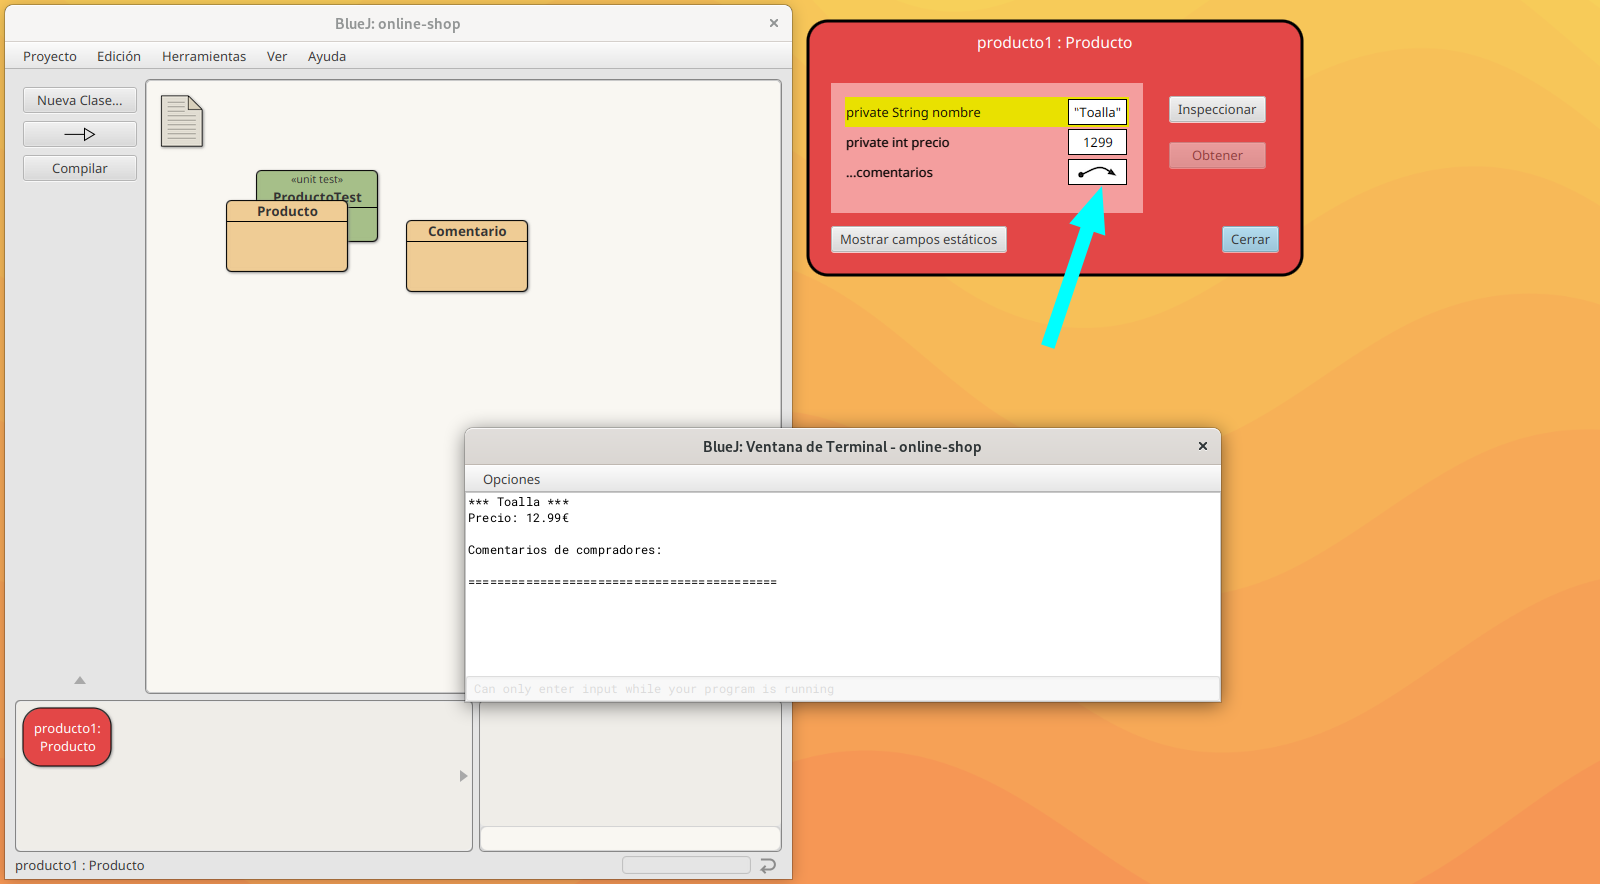 BlueJ: online-shop
Proyecto Edición Herramientas Ver Ayuda
Nueva Clase...
Compilar
«unit test»
ProductoTest
Producto
Comentario
producto1:
Producto
producto1 : Producto
producto1 : Producto
private String nombre "Toalla"
private int precio 1299
...comentarios
Inspeccionar
Obtener
Mostrar campos estáticos
Cerrar
BlueJ: Ventana de Terminal - online-shop
Opciones
*** Toalla ***
Precio: 12.99€
Comentarios de compradores:
===========================================
Can only enter input while your program is running